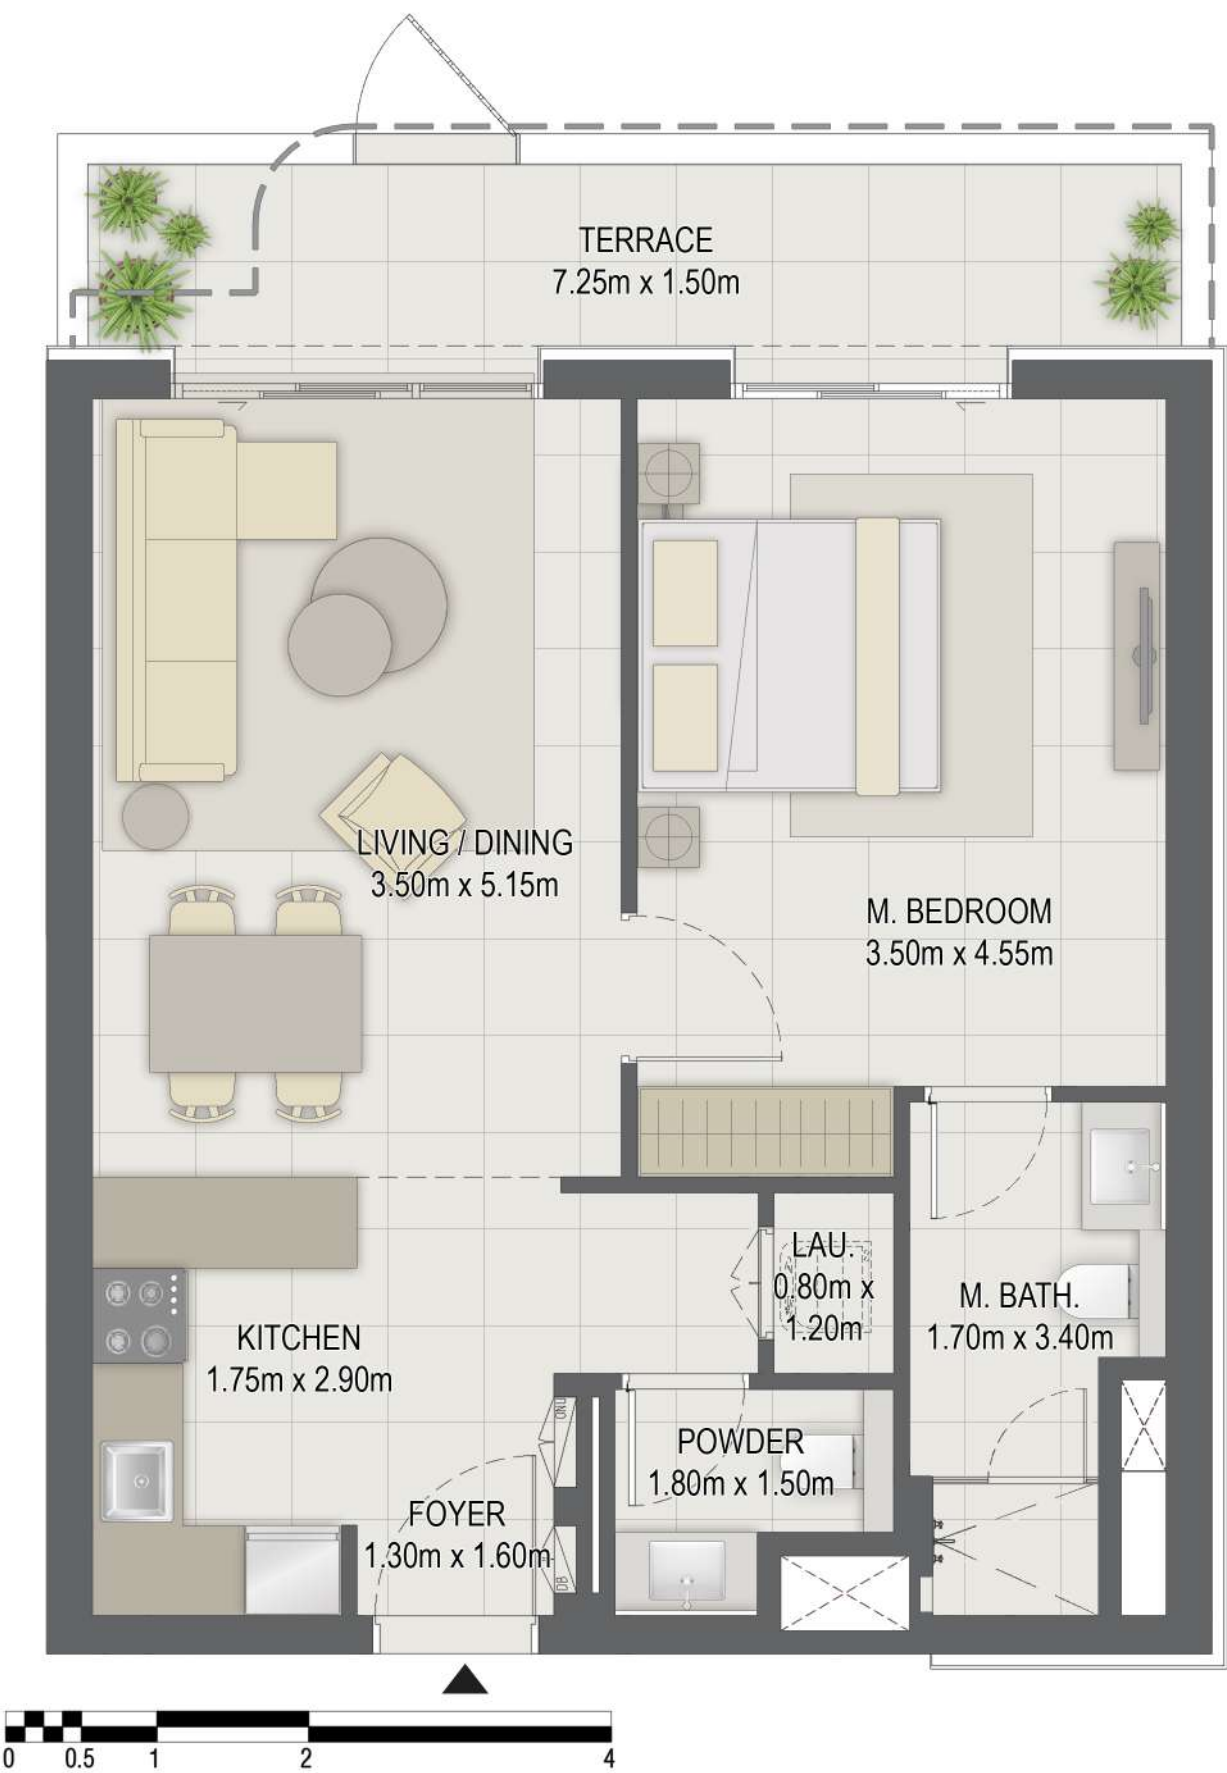 TERRACE
7.25m x 1.50m
LIVING / DINING
3.50m x 5.15m
M. BEDROOM
3.50m x 4.55m
LAU.
0.80m x
1.20m
M. BATH.
1.70m x 3.40m
KITCHEN
1.75m x 2.90m
ONU
POWDER
1.80m x 1.50m
FOYER
1.30m x 1.60m
DB
0 0.5 1 2 4